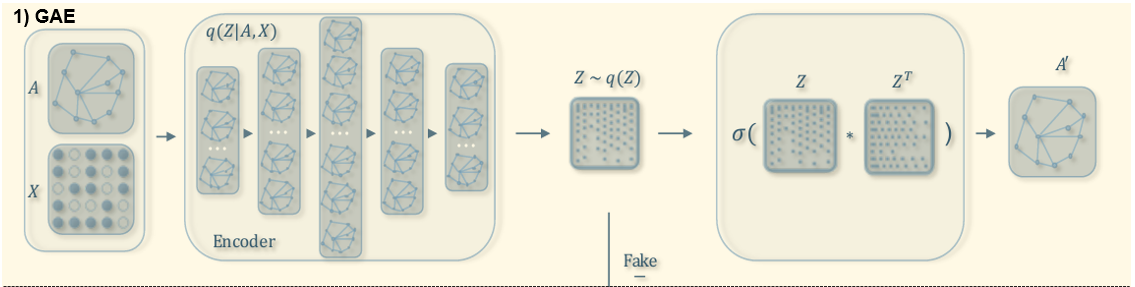 1) GAE
A
X
q(Z|A, X)
Encoder
Z ~ q(Z)
Z
Z^T
σ( * )
A′
Fake